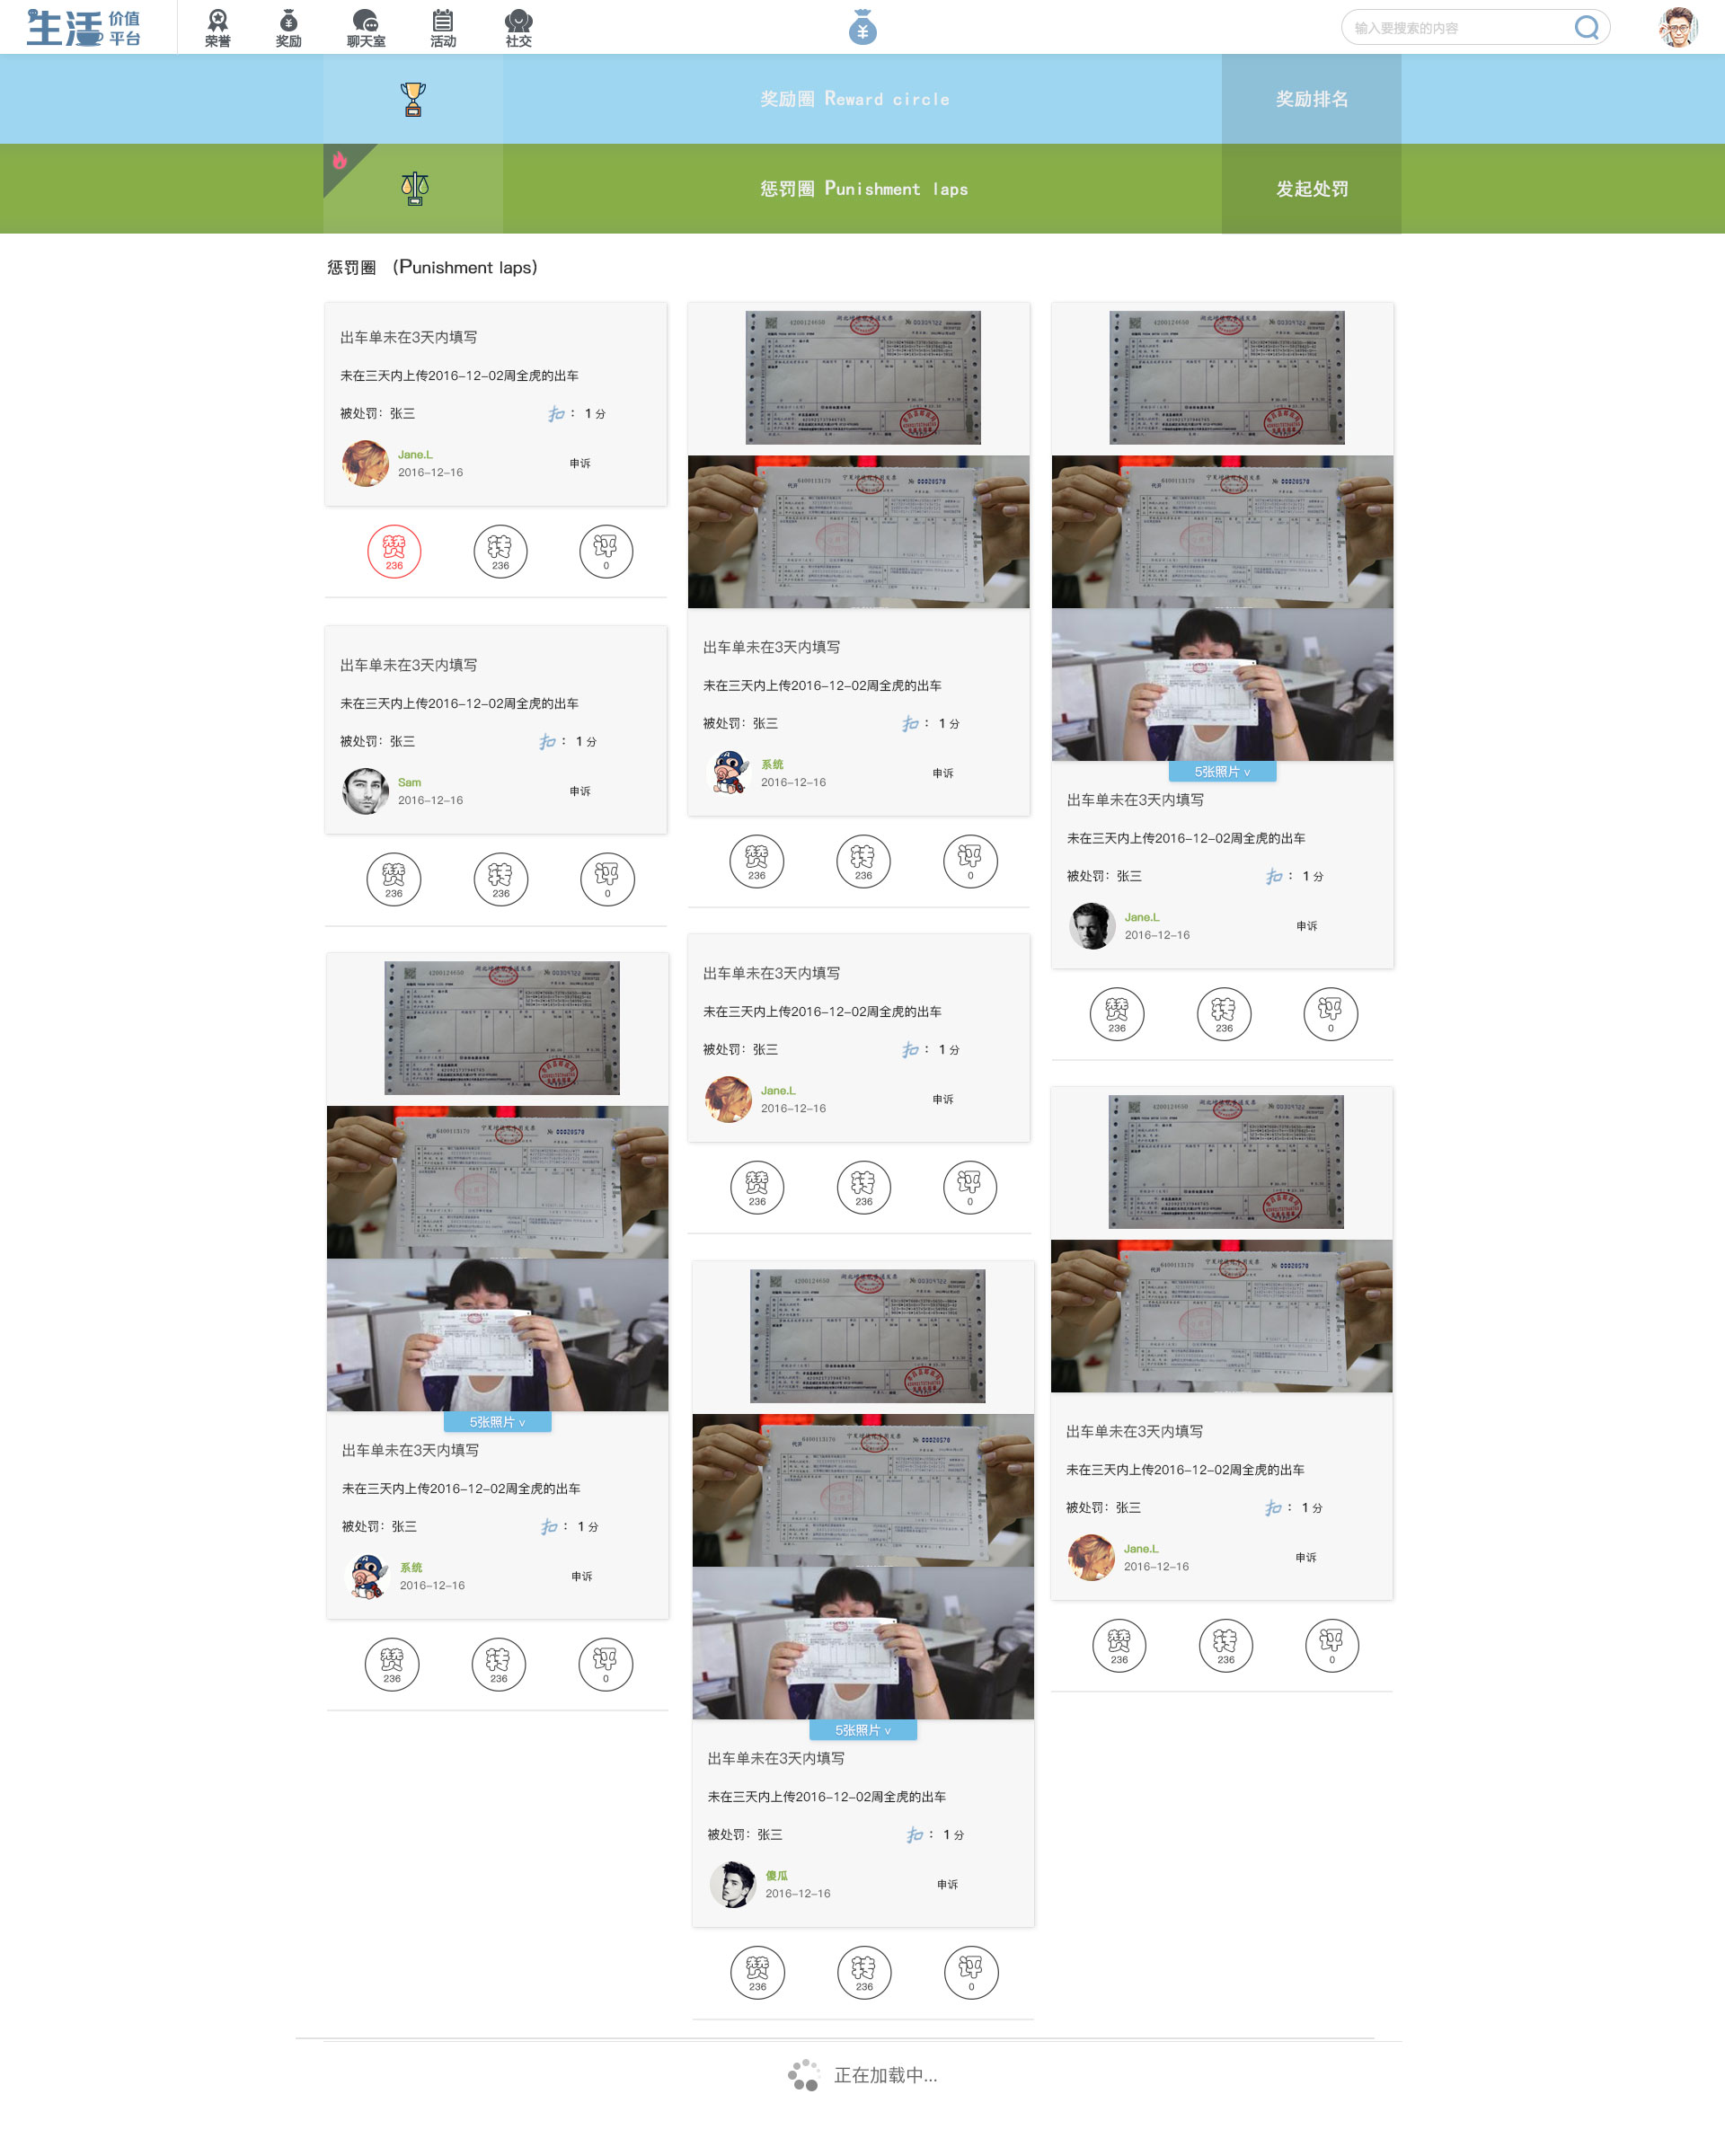 生活 价值
平台
荣誉
奖励
聊天室
活动
社交
输入要搜索的内容
奖励圈 Reward circle
奖励排名
惩罚圈 Punishment laps
发起处罚
惩罚圈 （Punishment laps）
出车单未在3天内填写
未在三天内上传2016-12-02周全虎的出车
被处罚：张三
扣：1 分
Jane.L
2016-12-16
申诉
赞 236
转 236
评 0
出车单未在3天内填写
未在三天内上传2016-12-02周全虎的出车
被处罚：张三
扣：1 分
Sam
2016-12-16
申诉
赞 236
转 236
评 0
5张照片 v
出车单未在3天内填写
未在三天内上传2016-12-02周全虎的出车
被处罚：张三
扣：1 分
系统
2016-12-16
申诉
赞 236
转 236
评 0
出车单未在3天内填写
未在三天内上传2016-12-02周全虎的出车
被处罚：张三
扣：1 分
系统
2016-12-16
申诉
赞 236
转 236
评 0
出车单未在3天内填写
未在三天内上传2016-12-02周全虎的出车
被处罚：张三
扣：1 分
Jane.L
2016-12-16
申诉
赞 236
转 236
评 0
5张照片 v
出车单未在3天内填写
未在三天内上传2016-12-02周全虎的出车
被处罚：张三
扣：1 分
傻瓜
2016-12-16
申诉
赞 236
转 236
评 0
5张照片 v
出车单未在3天内填写
未在三天内上传2016-12-02周全虎的出车
被处罚：张三
扣：1 分
Jane.L
2016-12-16
申诉
赞 236
转 236
评 0
出车单未在3天内填写
未在三天内上传2016-12-02周全虎的出车
被处罚：张三
扣：1 分
Jane.L
2016-12-16
申诉
赞 236
转 236
评 0
正在加载中...